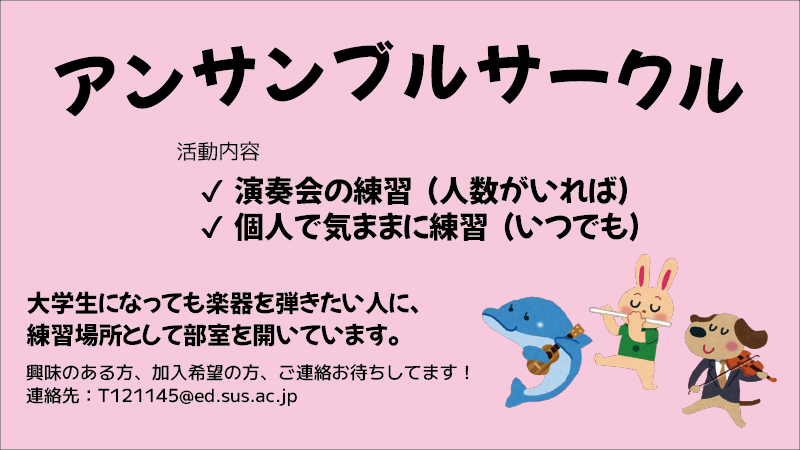 アンサンブルサークル
活動内容
✓ 演奏会の練習（人数がいれば）
✓ 個人で気ままに練習（いつでも）
大学生になっても楽器を弾きたい人に、
練習場所として部室を開いています。
興味のある方、加入希望の方、ご連絡お待ちしてます！
連絡先：T121145@ed.sus.ac.jp